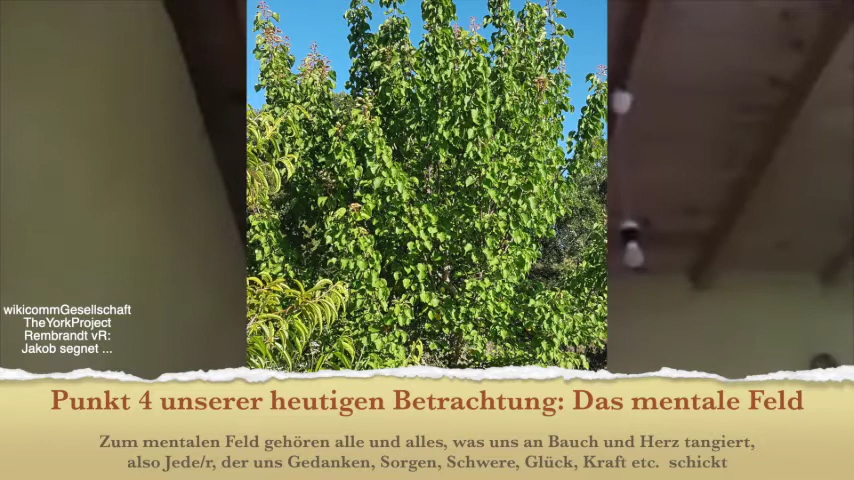 wikicommGesellschaft
TheYorkProject
Rembrandt vR:
Jakob segnet ...
Punkt 4 unserer heutigen Betrachtung: Das mentale Feld
Zum mentalen Feld gehören alle und alles, was uns an Bauch und Herz tangiert,
also Jede/r, der uns Gedanken, Sorgen, Schwere, Glück, Kraft etc. schickt